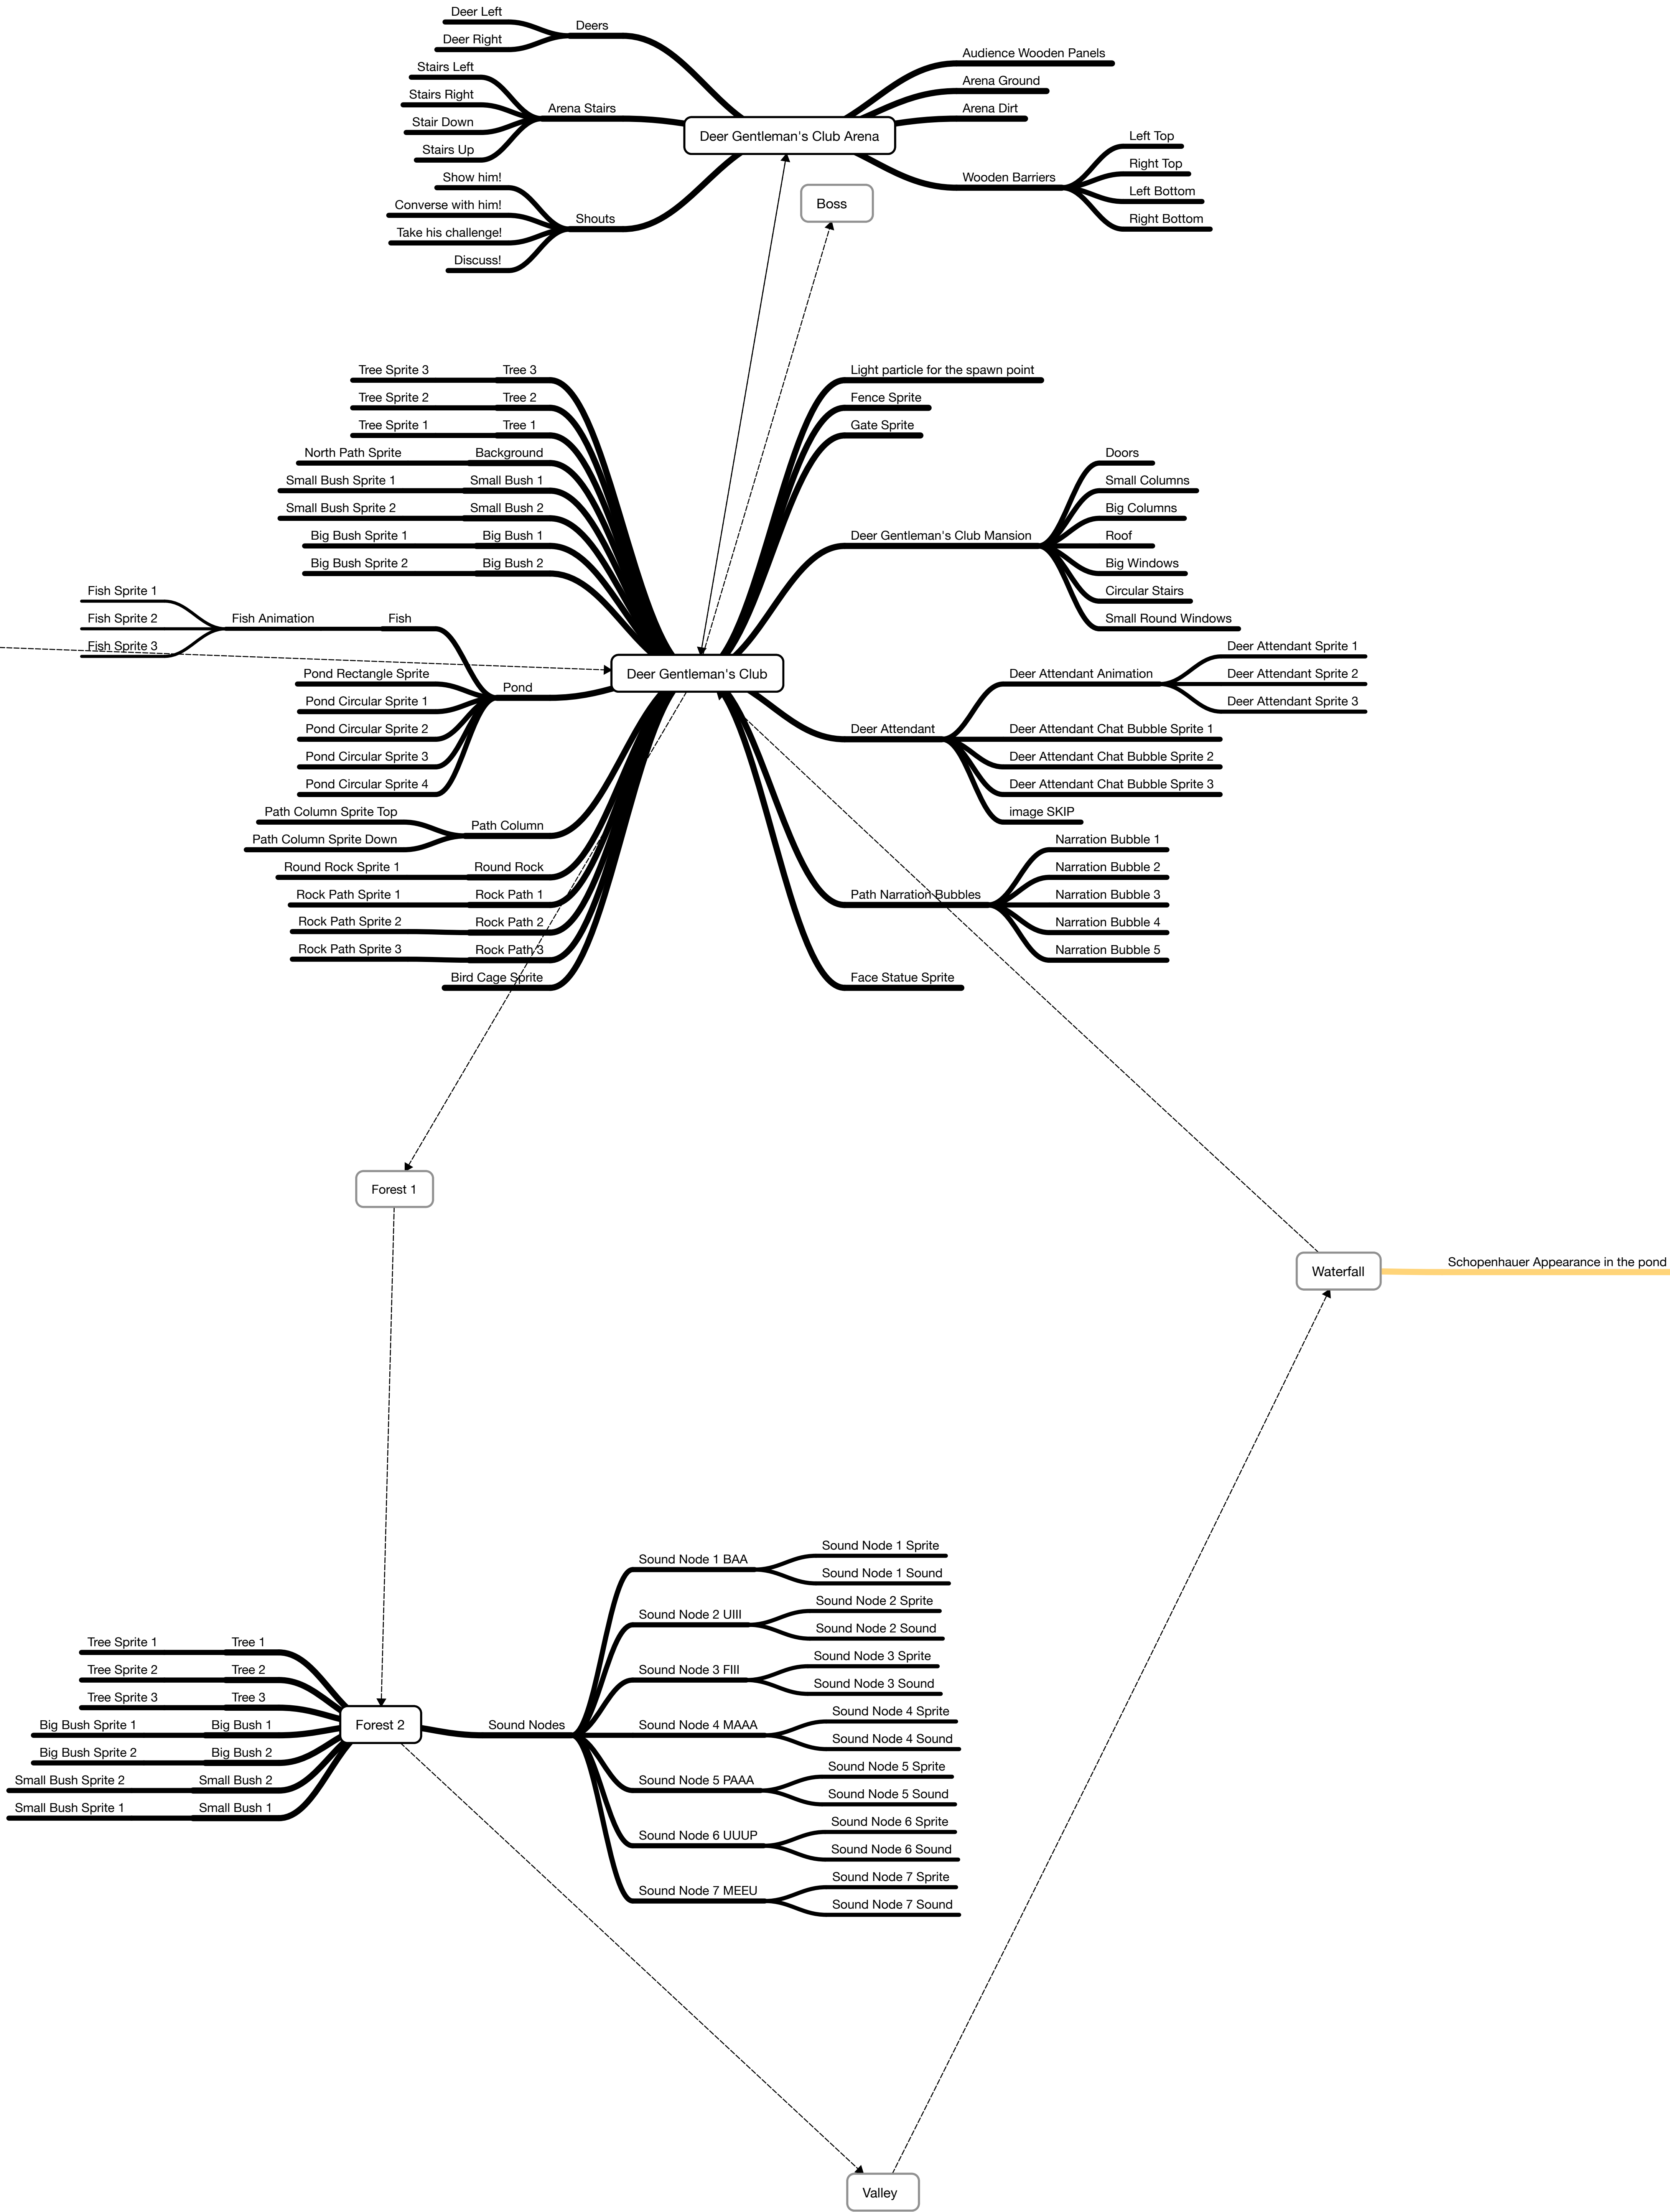 Deer Left
Deer Right
Deers
Stairs Left
Stairs Right
Stair Down
Stairs Up
Arena Stairs
Show him!
Converse with him!
Take his challenge!
Discuss!
Shouts
Deer Gentleman's Club Arena
Audience Wooden Panels
Arena Ground
Arena Dirt
Wooden Barriers
Left Top
Right Top
Left Bottom
Right Bottom
Boss
Tree Sprite 3
Tree 3
Tree Sprite 2
Tree 2
Tree Sprite 1
Tree 1
North Path Sprite
Background
Small Bush Sprite 1
Small Bush 1
Small Bush Sprite 2
Small Bush 2
Big Bush Sprite 1
Big Bush 1
Big Bush Sprite 2
Big Bush 2
Fish Sprite 1
Fish Sprite 2
Fish Sprite 3
Fish Animation
Fish
Pond Rectangle Sprite
Pond Circular Sprite 1
Pond Circular Sprite 2
Pond Circular Sprite 3
Pond Circular Sprite 4
Pond
Path Column Sprite Top
Path Column Sprite Down
Path Column
Round Rock Sprite 1
Round Rock
Rock Path Sprite 1
Rock Path 1
Rock Path Sprite 2
Rock Path 2
Rock Path Sprite 3
Rock Path 3
Bird Cage Sprite
Deer Gentleman's Club
Light particle for the spawn point
Fence Sprite
Gate Sprite
Deer Gentleman's Club Mansion
Doors
Small Columns
Big Columns
Roof
Big Windows
Circular Stairs
Small Round Windows
Deer Attendant
Deer Attendant Animation
Deer Attendant Sprite 1
Deer Attendant Sprite 2
Deer Attendant Sprite 3
Deer Attendant Chat Bubble Sprite 1
Deer Attendant Chat Bubble Sprite 2
Deer Attendant Chat Bubble Sprite 3
image SKIP
Path Narration Bubbles
Narration Bubble 1
Narration Bubble 2
Narration Bubble 3
Narration Bubble 4
Narration Bubble 5
Face Statue Sprite
Forest 1
Waterfall
Schopenhauer Appearance in the pond
Tree Sprite 1
Tree 1
Tree Sprite 2
Tree 2
Tree Sprite 3
Tree 3
Big Bush Sprite 1
Big Bush 1
Big Bush Sprite 2
Big Bush 2
Small Bush Sprite 2
Small Bush 2
Small Bush Sprite 1
Small Bush 1
Forest 2
Sound Nodes
Sound Node 1 BAA
Sound Node 1 Sprite
Sound Node 1 Sound
Sound Node 2 UIII
Sound Node 2 Sprite
Sound Node 2 Sound
Sound Node 3 FIII
Sound Node 3 Sprite
Sound Node 3 Sound
Sound Node 4 MAAA
Sound Node 4 Sprite
Sound Node 4 Sound
Sound Node 5 PAAA
Sound Node 5 Sprite
Sound Node 5 Sound
Sound Node 6 UUUP
Sound Node 6 Sprite
Sound Node 6 Sound
Sound Node 7 MEEU
Sound Node 7 Sprite
Sound Node 7 Sound
Valley